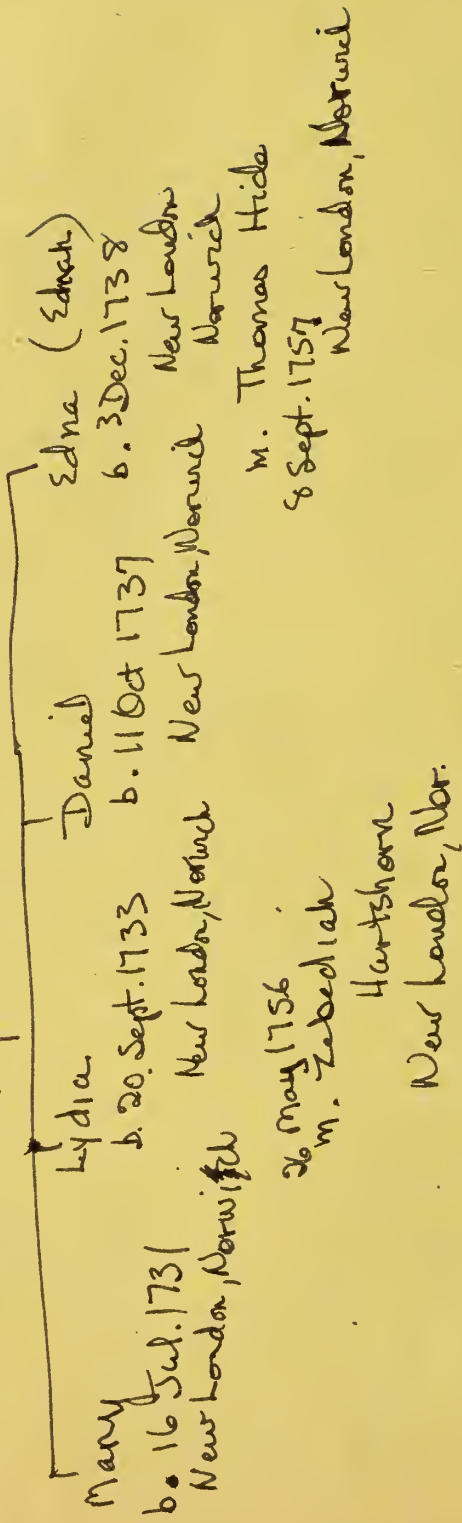 Mary
b. 16 Jul. 1731
New London, Norwich
Lydia
b. 20 Sept. 1733
New London, Norwich
26 May 1756
m. Zebediah
Hartshorn
New London, Nor.
Daniel
b. 11 Oct 1737
New London, Norwich
Edna (Ednah)
b. 3 Dec. 1738
New London
Norwich
m. Thomas Hide
8 Sept. 1757
New London, Norwich